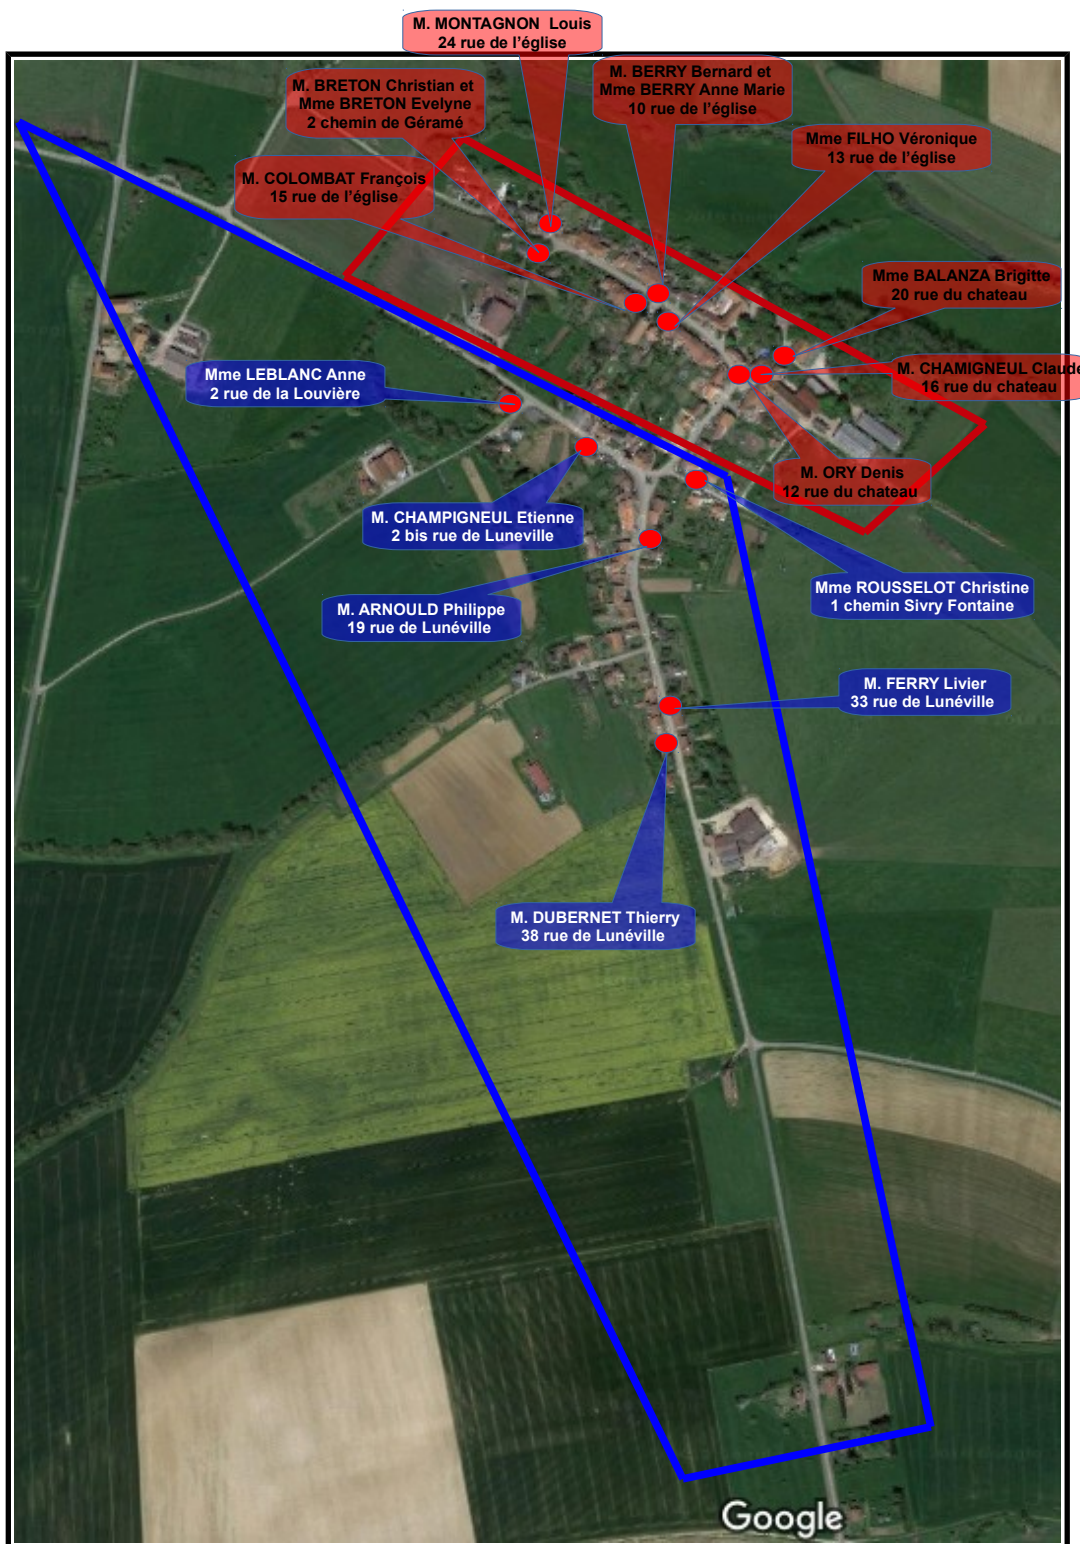 M. MONTAGNON Louis
24 rue de l'église
M. BRETON Christian et
Mme BRETON Evelyne
2 chemin de Géramé
M. BERRY Bernard et
Mme BERRY Anne Marie
10 rue de l'église
Mme FILHO Véronique
13 rue de l'église
M. COLOMBAT François
15 rue de l'église
Mme BALANZA Brigitte
20 rue du chateau
Mme LEBLANC Anne
2 rue de la Louvière
M. CHAMIGNEUL Claude
16 rue du chateau
M. ORY Denis
12 rue du chateau
M. CHAMPIGNEUL Etienne
2 bis rue de Luneville
Mme ROUSSELOT Christine
1 chemin Sivry Fontaine
M. ARNOULD Philippe
19 rue de Lunéville
M. FERRY Livier
33 rue de Lunéville
M. DUBERNET Thierry
38 rue de Lunéville
Google